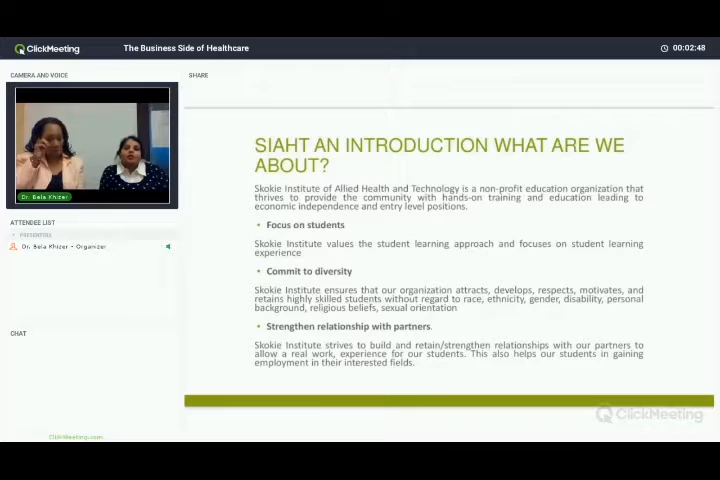 ClickMeeting
The Business Side of Healthcare
00:02:48
CAMERA AND VOICE
Dr. Bela Khizer
ATTENDEE LIST
PRESENTERS
Dr. Bela Khizer - Organizer
CHAT
ClickMeeting.com
SHARE
SIAHT AN INTRODUCTION WHAT ARE WE
ABOUT?
Skokie Institute of Allied Health and Technology is a non-profit education organization that
thrives to provide the community with hands-on training and education leading to
economic independence and entry level positions.
• Focus on students
Skokie Institute values the student learning approach and focuses on student learning
experience
• Commit to diversity
Skokie Institute ensures that our organization attracts, develops, respects, motivates, and
retains highly skilled students without regard to race, ethnicity, gender, disability, personal
background, religious beliefs, sexual orientation
• Strengthen relationship with partners.
Skokie Institute strives to build and retain/strengthen relationships with our partners to
allow a real work, experience for our students. This also helps our students in gaining
employment in their interested fields.
ClickMeeting